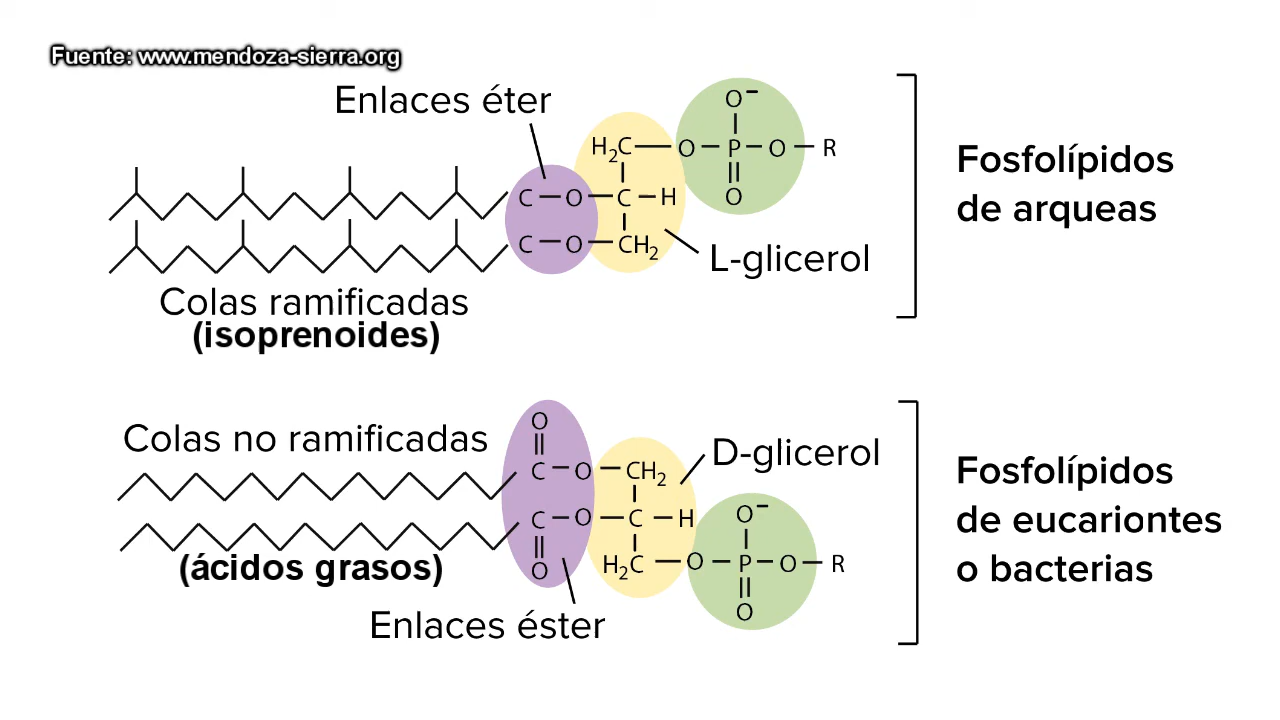 Fuente: www.mendoza-sierra.org
Enlaces éter
O−
H2C O P O R
C O C H O
C O CH2
L-glicerol
Colas ramificadas
(isoprenoides)
Fosfolípidos
de arqueas
Colas no ramificadas
O
C O CH2
D-glicerol
C O C H O−
O H2C O P O R
O
(ácidos grasos)
Enlaces éster
Fosfolípidos
de eucariontes
o bacterias